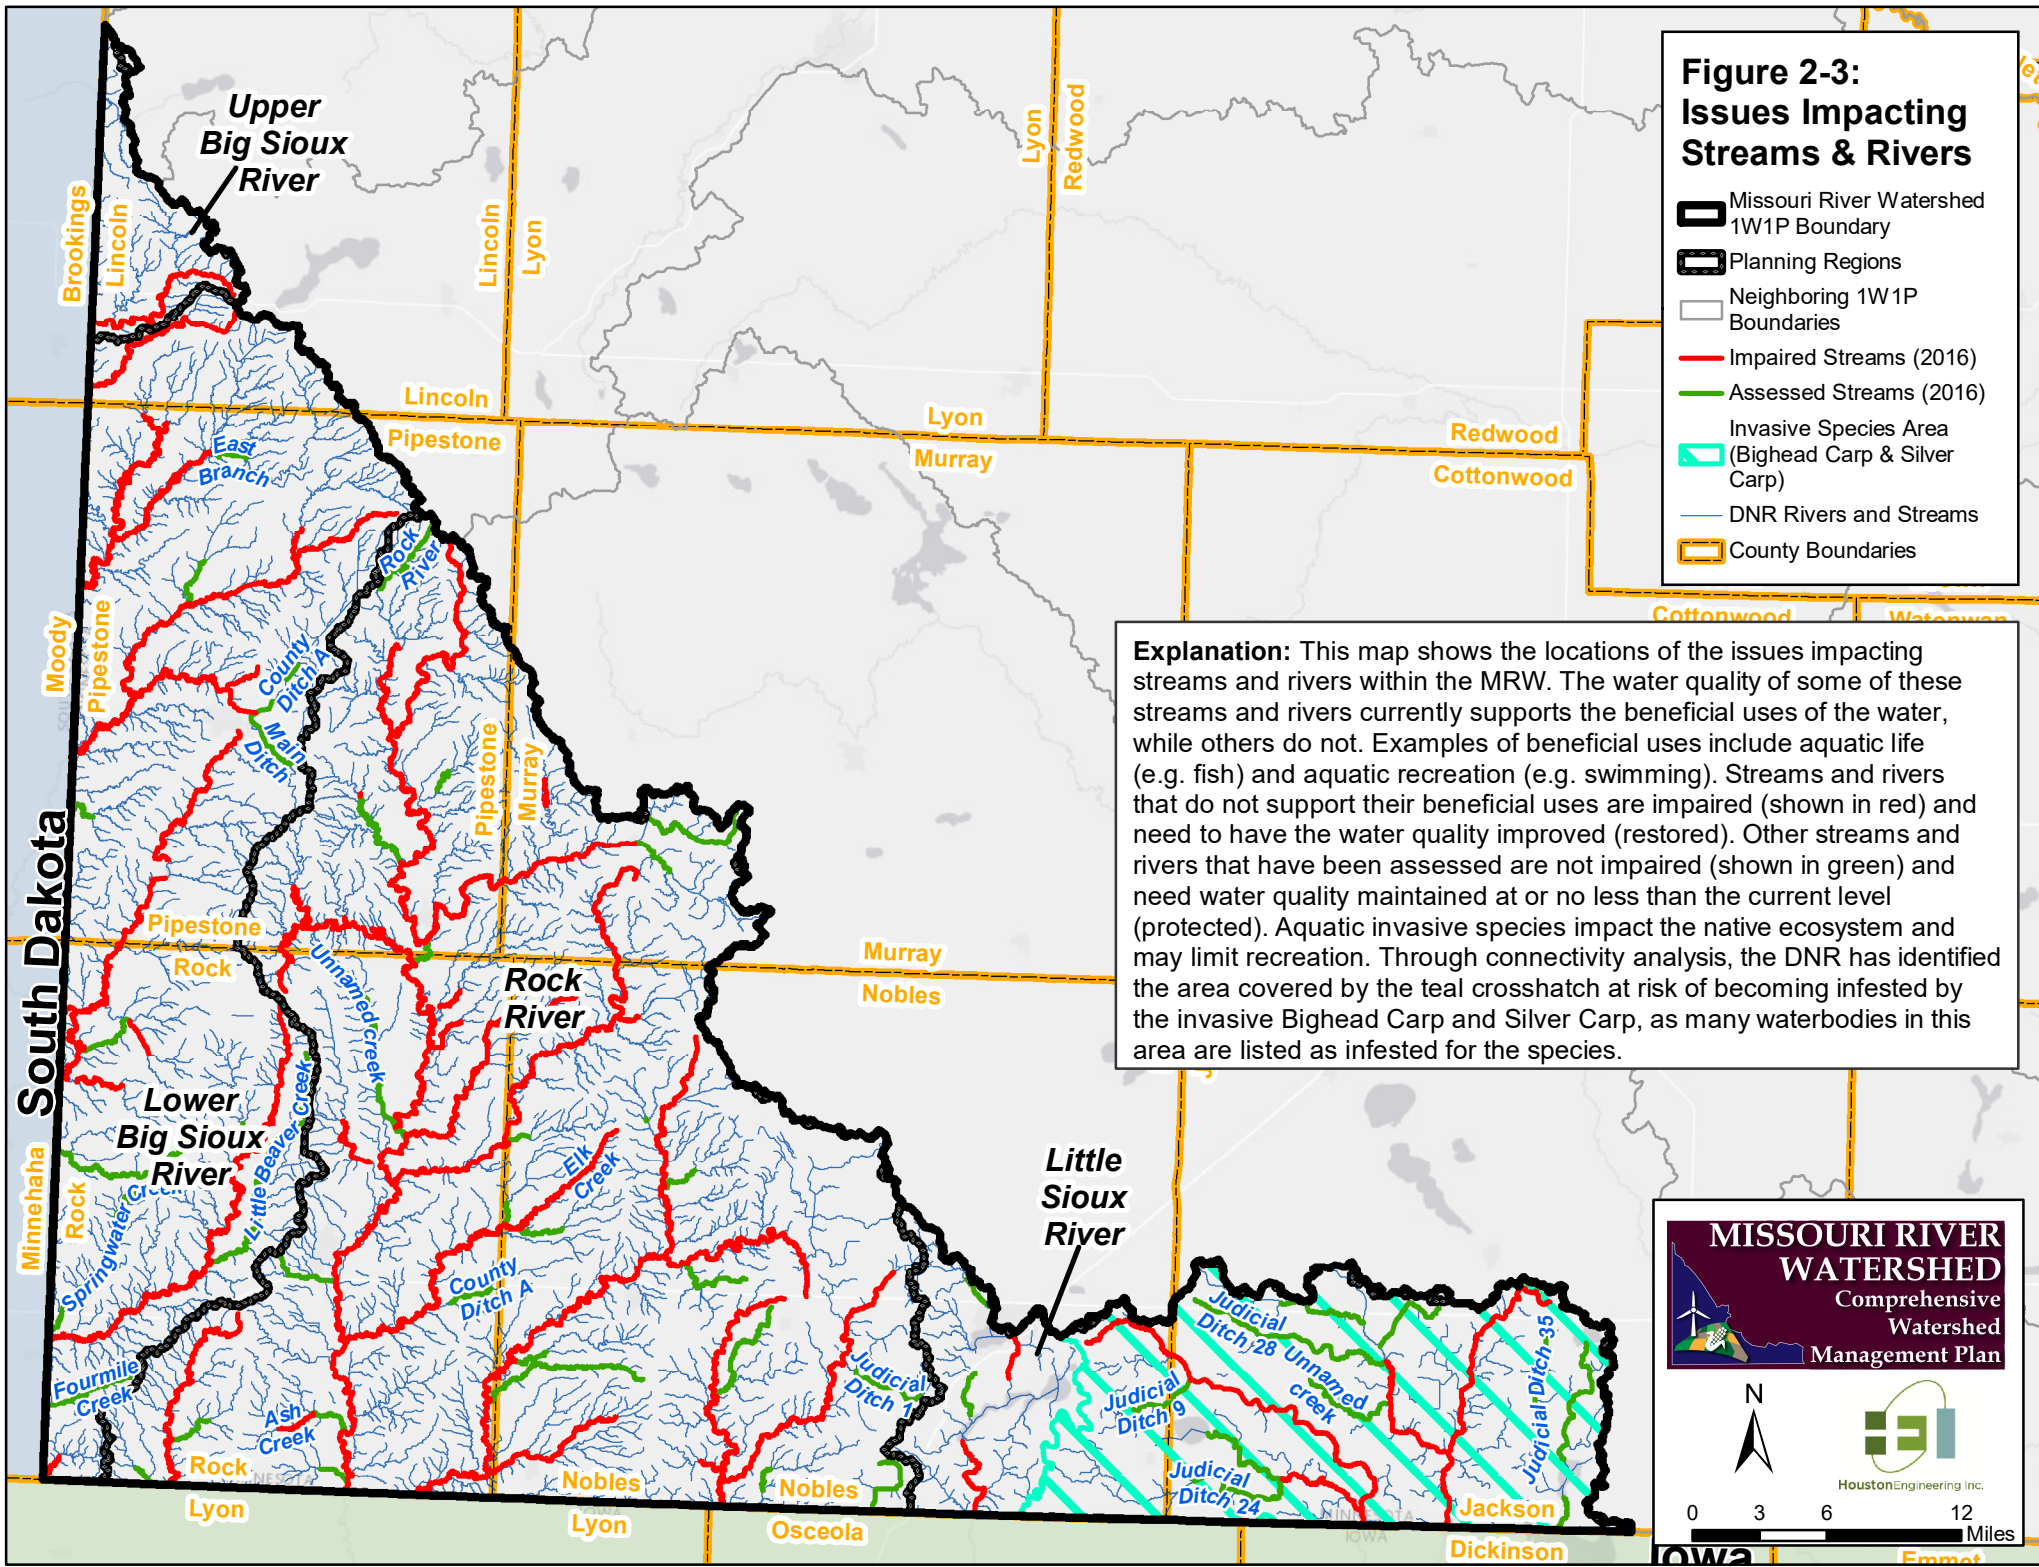 Figure 2-3:
Issues Impacting
Streams & Rivers
Missouri River Watershed
1W1P Boundary
Planning Regions
Neighboring 1W1P
Boundaries
Impaired Streams (2016)
Assessed Streams (2016)
Invasive Species Area
(Bighead Carp & Silver
Carp)
DNR Rivers and Streams
County Boundaries
Upper
Big Sioux
River
Brookings
Lincoln
Lincoln
Lyon
Lyon
Redwood
Lincoln
Pipestone
Lyon
Murray
Redwood
Cottonwood
Cottonwood
Watonwan
East
Branch
Rock
River
Moody
Pipestone
County
Ditch A
Main
Ditch
Pipestone
Murray
Explanation: This map shows the locations of the issues impacting
streams and rivers within the MRW. The water quality of some of these
streams and rivers currently supports the beneficial uses of the water,
while others do not. Examples of beneficial uses include aquatic life
(e.g. fish) and aquatic recreation (e.g. swimming). Streams and rivers
that do not support their beneficial uses are impaired (shown in red) and
need to have the water quality improved (restored). Other streams and
rivers that have been assessed are not impaired (shown in green) and
need water quality maintained at or no less than the current level
(protected). Aquatic invasive species impact the native ecosystem and
may limit recreation. Through connectivity analysis, the DNR has identified
the area covered by the teal crosshatch at risk of becoming infested by
the invasive Bighead Carp and Silver Carp, as many waterbodies in this
area are listed as infested for the species.
South Dakota
Pipestone
Rock
Murray
Nobles
Unnamed creek
Rock
River
Lower
Big Sioux
River
Little Beaver Creek
Springwater Creek
Minnehaha
Rock
Elk
Creek
County
Ditch A
Little
Sioux
River
Fourmile
Creek
Ash
Creek
Judicial
Ditch 1
Judicial
Ditch 28
Unnamed
creek
Judicial
Ditch 9
Judicial
Ditch 24
Judicial Ditch 35
Rock
Lyon
Nobles
Lyon
Nobles
Osceola
Jackson
Dickinson
MINNESOTA
IOWA
Iowa
Emmet
MISSOURI RIVER
WATERSHED
Comprehensive
Watershed
Management Plan
N
HoustonEngineering Inc.
0 3 6 12
Miles